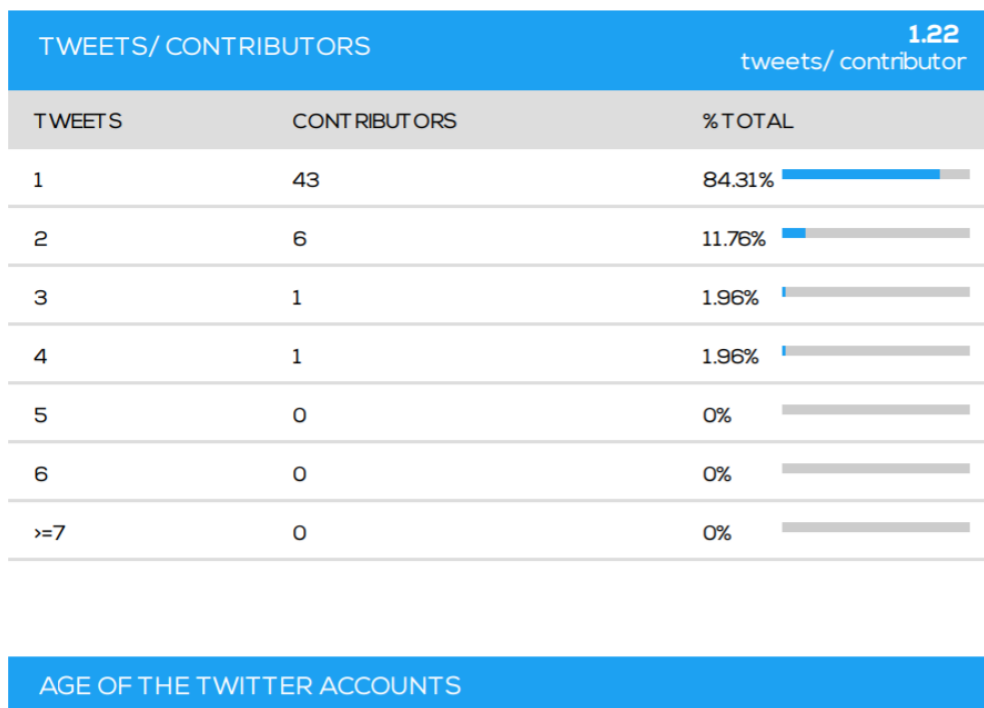 TWEETS/ CONTRIBUTORS
1.22
tweets/ contributor
TWEETS CONTRIBUTORS % TOTAL
1 43 84.31%
2 6 11.76%
3 1 1.96%
4 1 1.96%
5 0 0%
6 0 0%
>=7 0 0%
AGE OF THE TWITTER ACCOUNTS